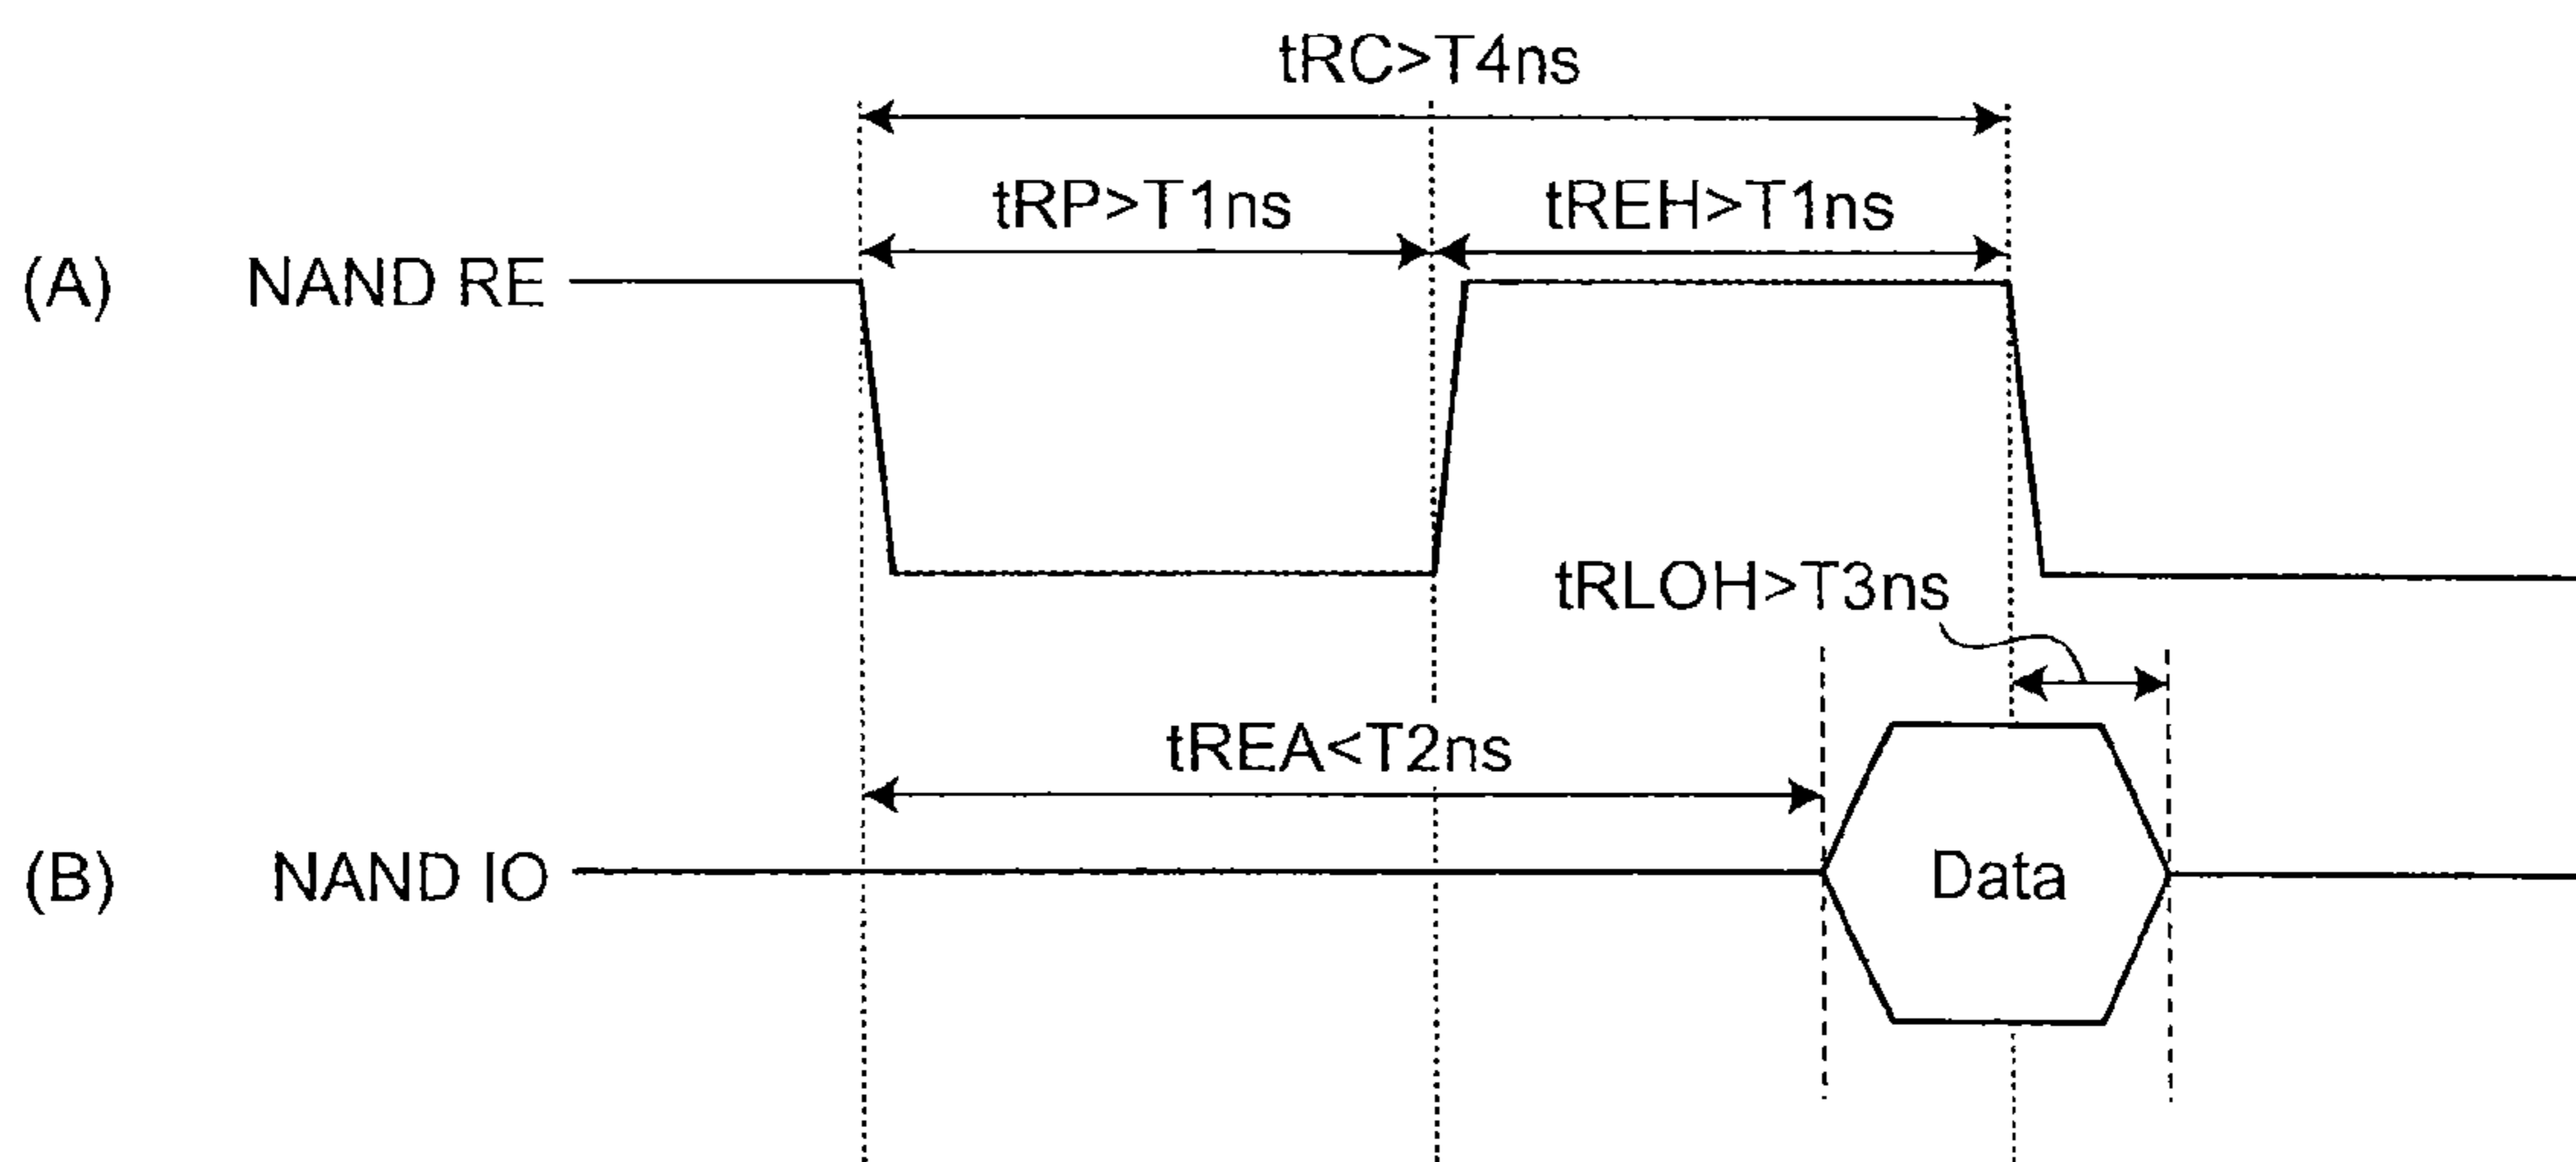 tRC>T4ns
tRP>T1ns tREH>T1ns
(A) NAND RE
tRLOH>T3ns
tREA<T2ns
(B) NAND IO Data